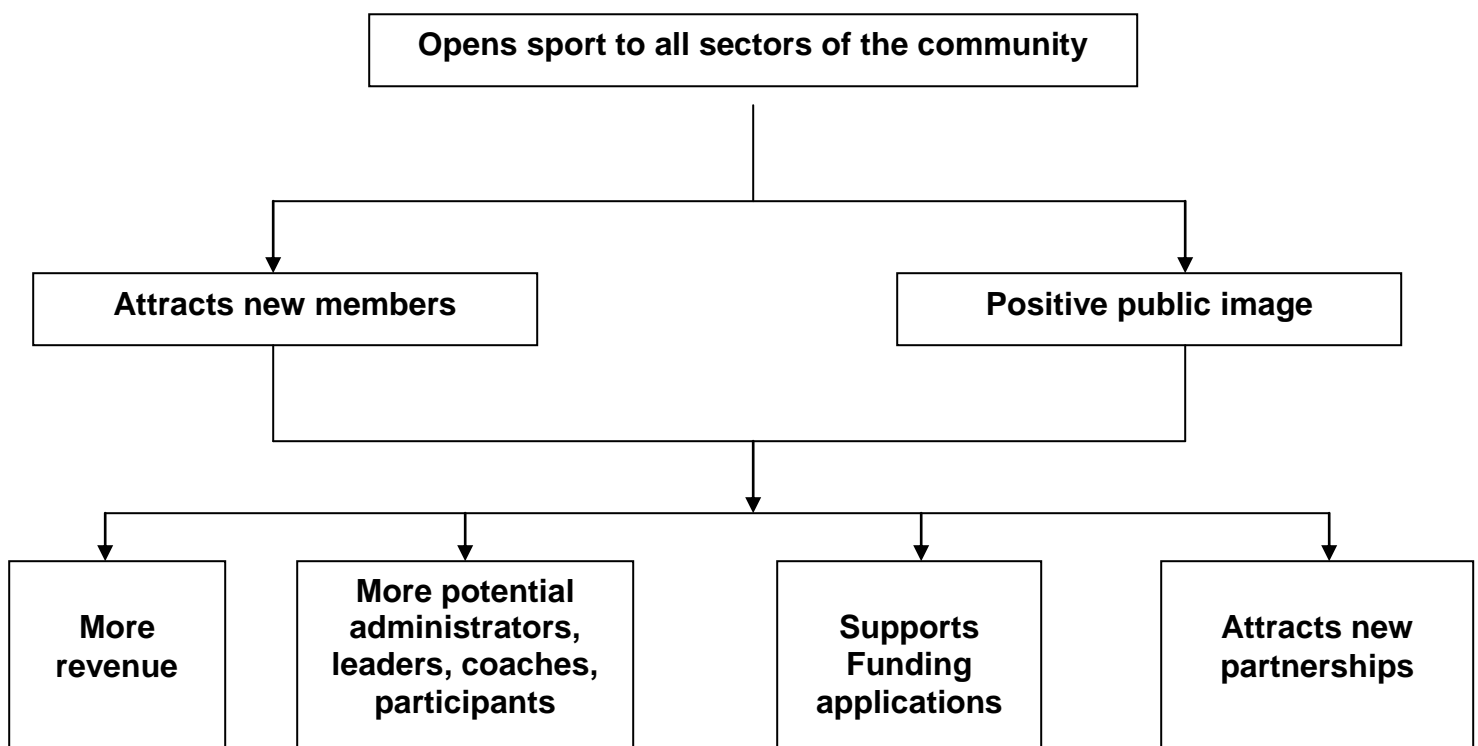 Opens sport to all sectors of the community
Attracts new members
Positive public image
More
revenue
More potential
administrators,
leaders, coaches,
participants
Supports
Funding
applications
Attracts new
partnerships